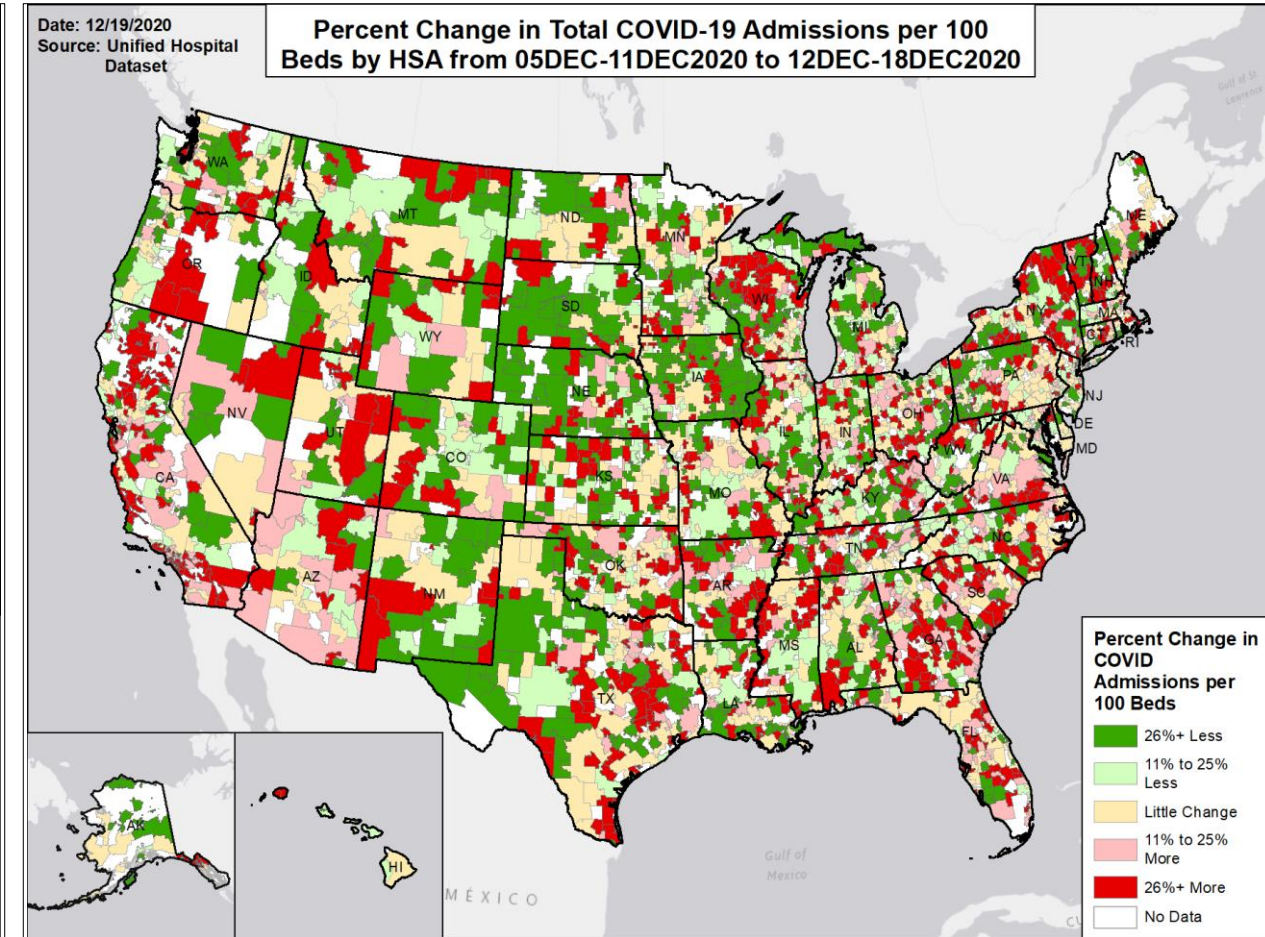 Date: 12/19/2020
Source: Unified Hospital
Dataset
Percent Change in Total COVID-19 Admissions per 100
Beds by HSA from 05DEC-11DEC2020 to 12DEC-18DEC2020
Gulf of St.
Lawrence
WA
MT
ND
MN
ME
OR
ID
SD
WI
MI
NY
VT
NH
MA
CT
RI
WY
IA
NE
PA
NJ
NV
UT
CO
IL
IN
OH
DE
MD
CA
KS
MO
WV
VA
KY
AZ
NM
OK
AR
TN
NC
SC
MS
AL
GA
TX
LA
FL
AK
HI
Gulf of
Mexico
MÉXICO
Percent Change in
COVID
Admissions per
100 Beds
26%+ Less
11% to 25%
Less
Little Change
11% to 25%
More
26%+ More
No Data